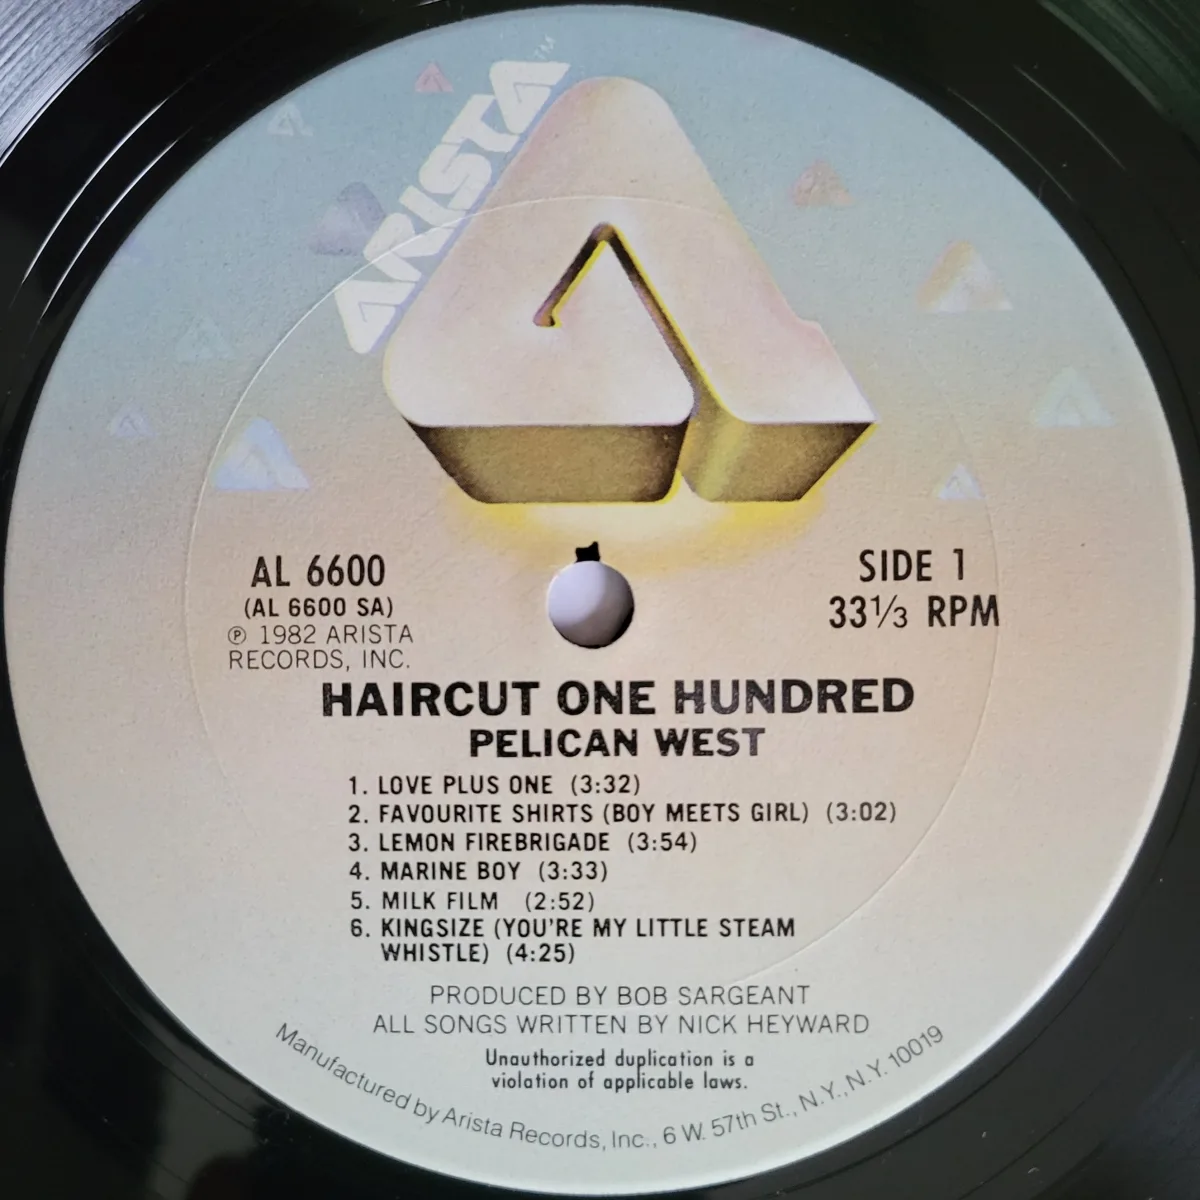 ARISTA™
AL 6600
(AL 6600 SA)
℗ 1982 ARISTA
RECORDS, INC.
SIDE 1
33⅓ RPM
HAIRCUT ONE HUNDRED
PELICAN WEST
1. LOVE PLUS ONE (3:32)
2. FAVOURITE SHIRTS (BOY MEETS GIRL) (3:02)
3. LEMON FIREBRIGADE (3:54)
4. MARINE BOY (3:33)
5. MILK FILM (2:52)
6. KINGSIZE (YOU'RE MY LITTLE STEAM
WHISTLE) (4:25)
PRODUCED BY BOB SARGEANT
ALL SONGS WRITTEN BY NICK HEYWARD
Unauthorized duplication is a
violation of applicable laws.
Manufactured by Arista Records, Inc., 6 W. 57th St., N.Y., N.Y. 10019